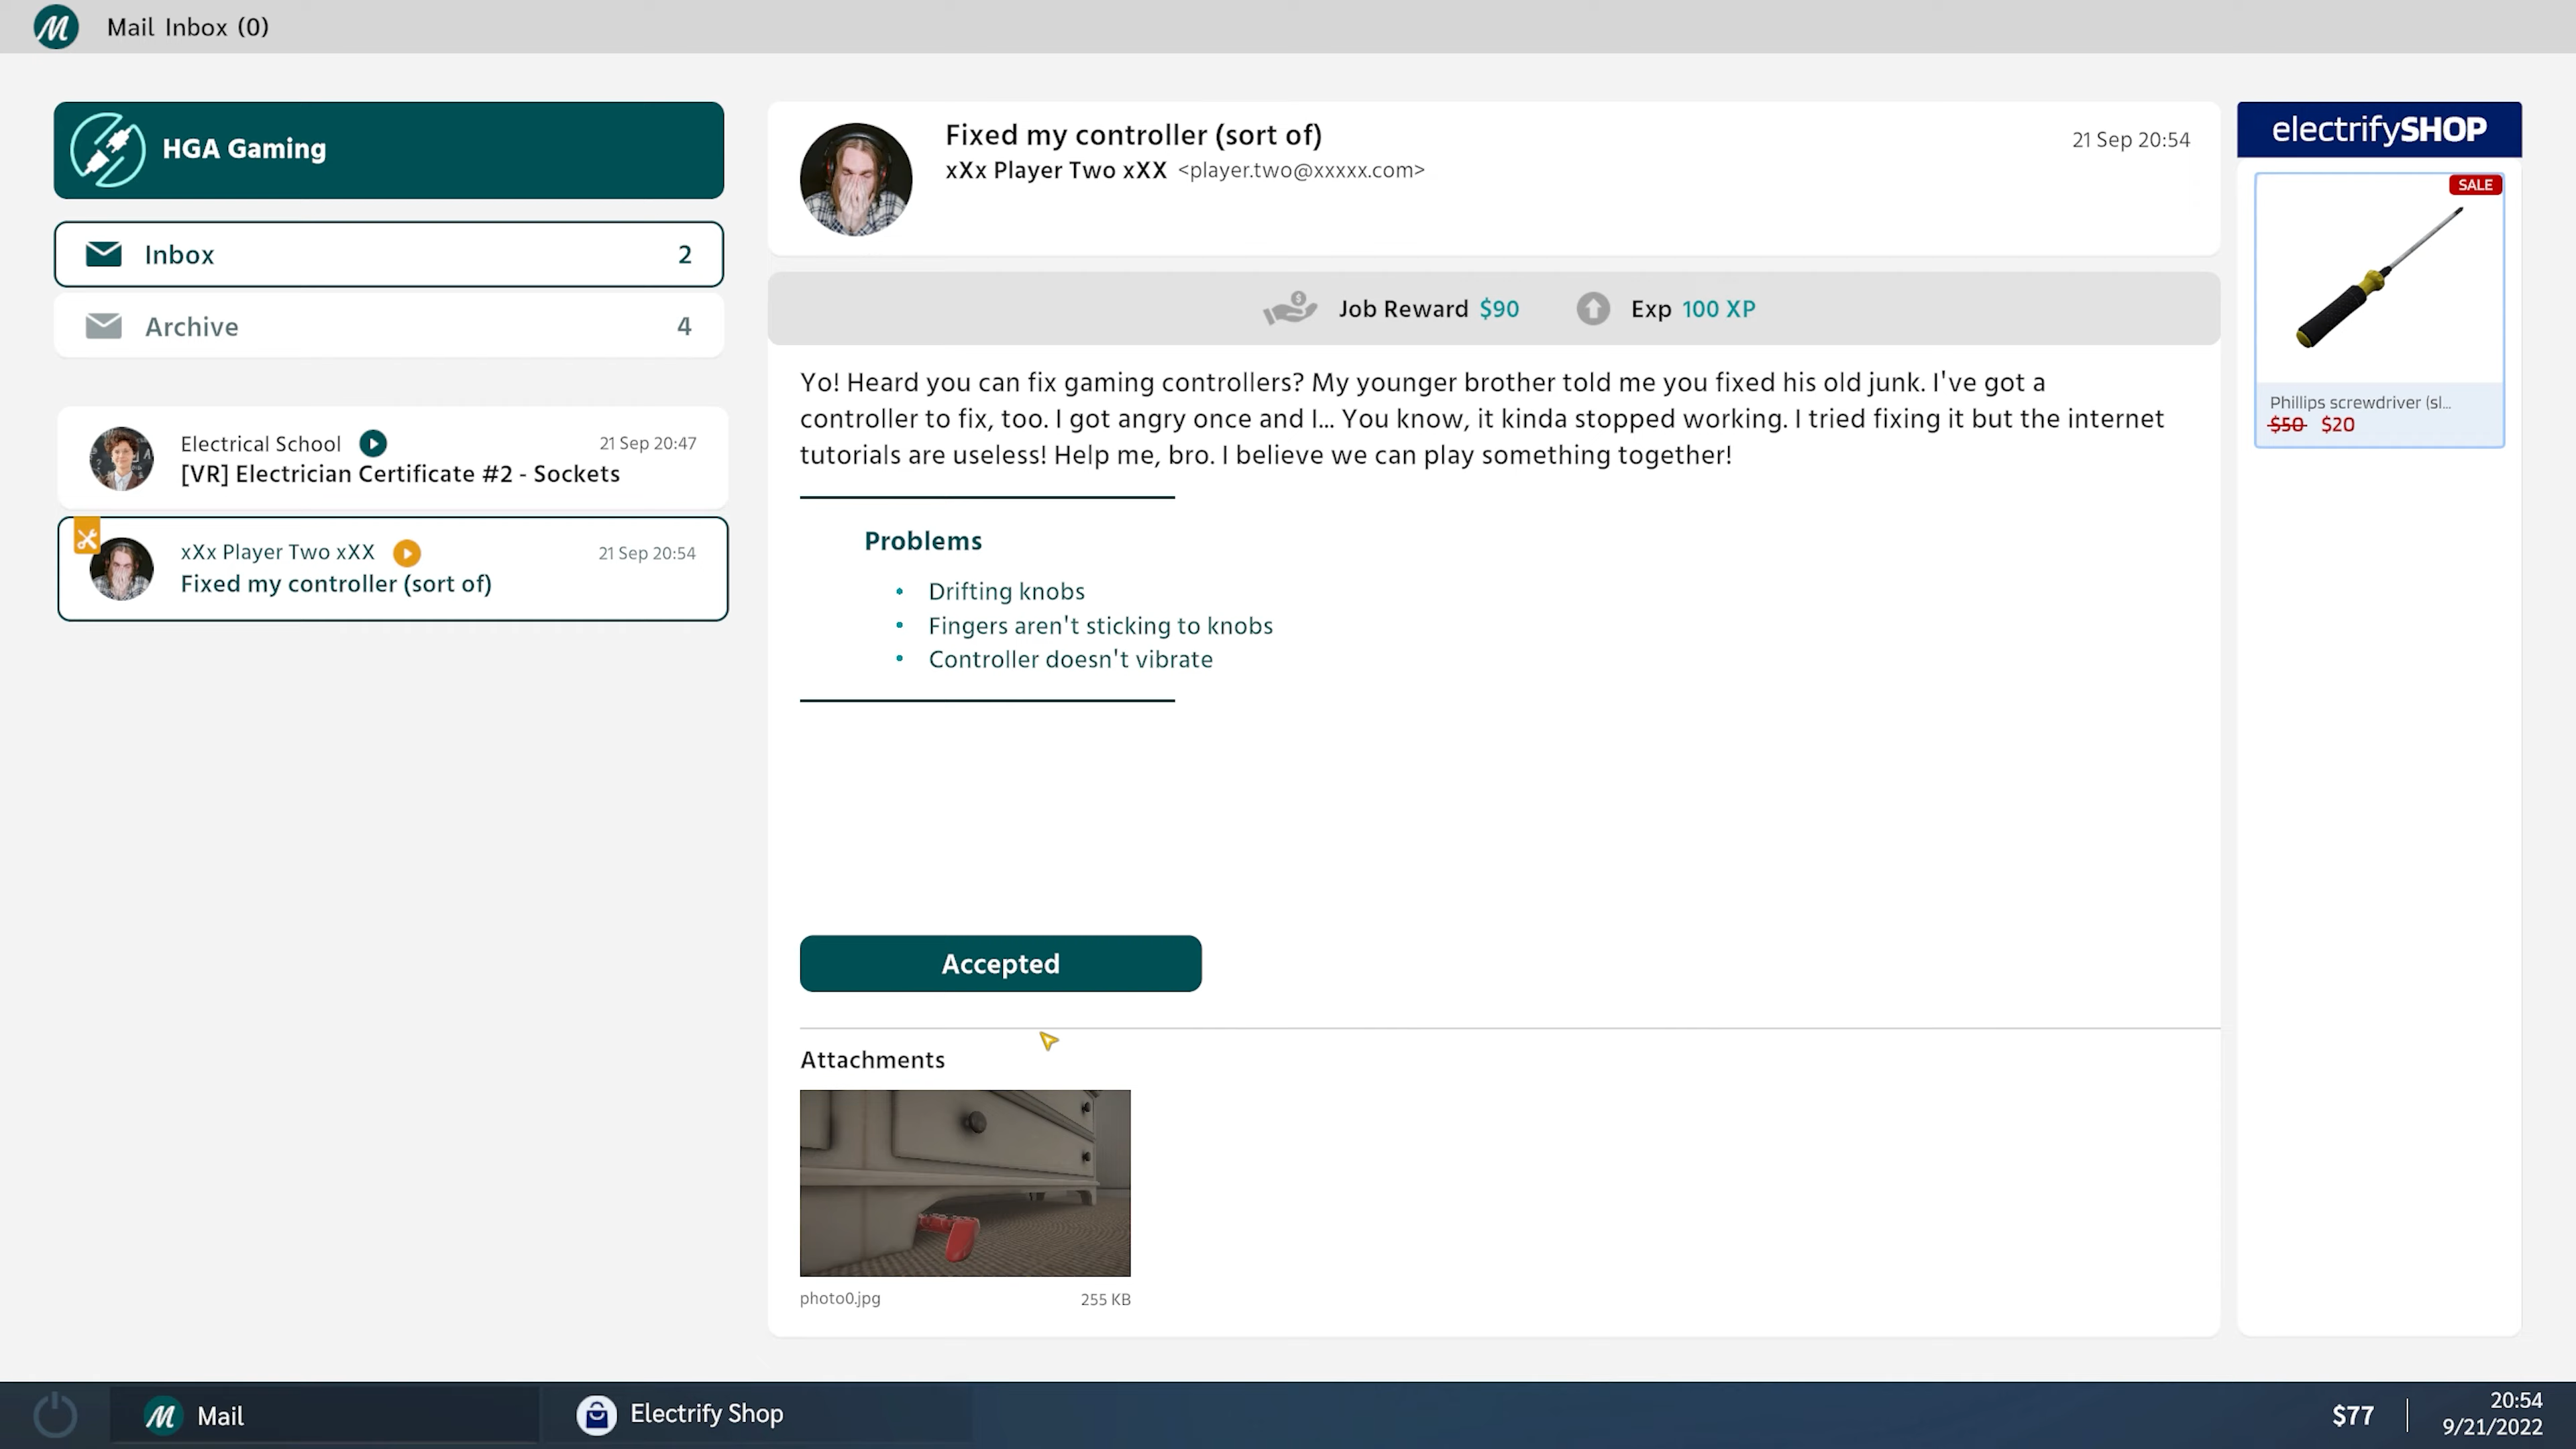 Mail Inbox (0)
HGA Gaming
Inbox 2
Archive 4
Electrical School 21 Sep 20:47
[VR] Electrician Certificate #2 - Sockets
xXx Player Two xXX 21 Sep 20:54
Fixed my controller (sort of)
Fixed my controller (sort of) 21 Sep 20:54
xXx Player Two xXX <player.two@xxxxx.com>
Job Reward $90 Exp 100 XP
Yo! Heard you can fix gaming controllers? My younger brother told me you fixed his old junk. I've got a
controller to fix, too. I got angry once and I... You know, it kinda stopped working. I tried fixing it but the internet
tutorials are useless! Help me, bro. I believe we can play something together!
Problems
• Drifting knobs
• Fingers aren't sticking to knobs
• Controller doesn't vibrate
Accepted
Attachments
photo0.jpg 255 KB
electrifySHOP
SALE
Phillips screwdriver (sl...
$50 $20
M Mail Electrify Shop $77 20:54
9/21/2022